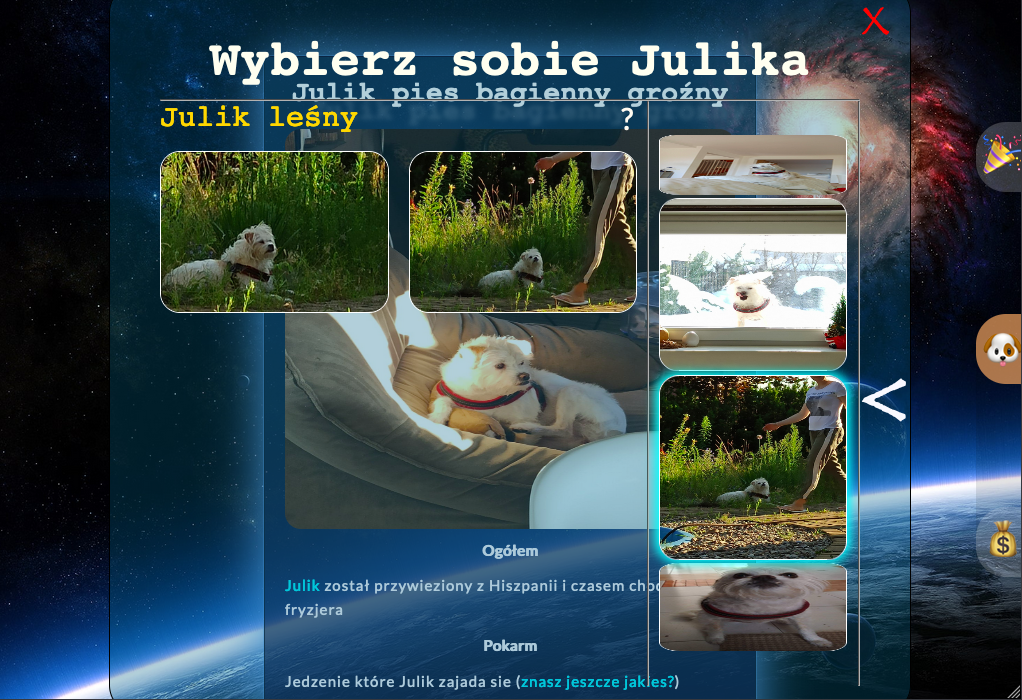 X
Wybierz sobie Julika
Julik pies bagienny groźny
Julik leśny ?
<
Ogółem
Julik został przywieziony z Hiszpanii i czasem
fryzjera
Pokarm
Jedzenie które Julik zajada sie (znasz jeszcze jakies?)